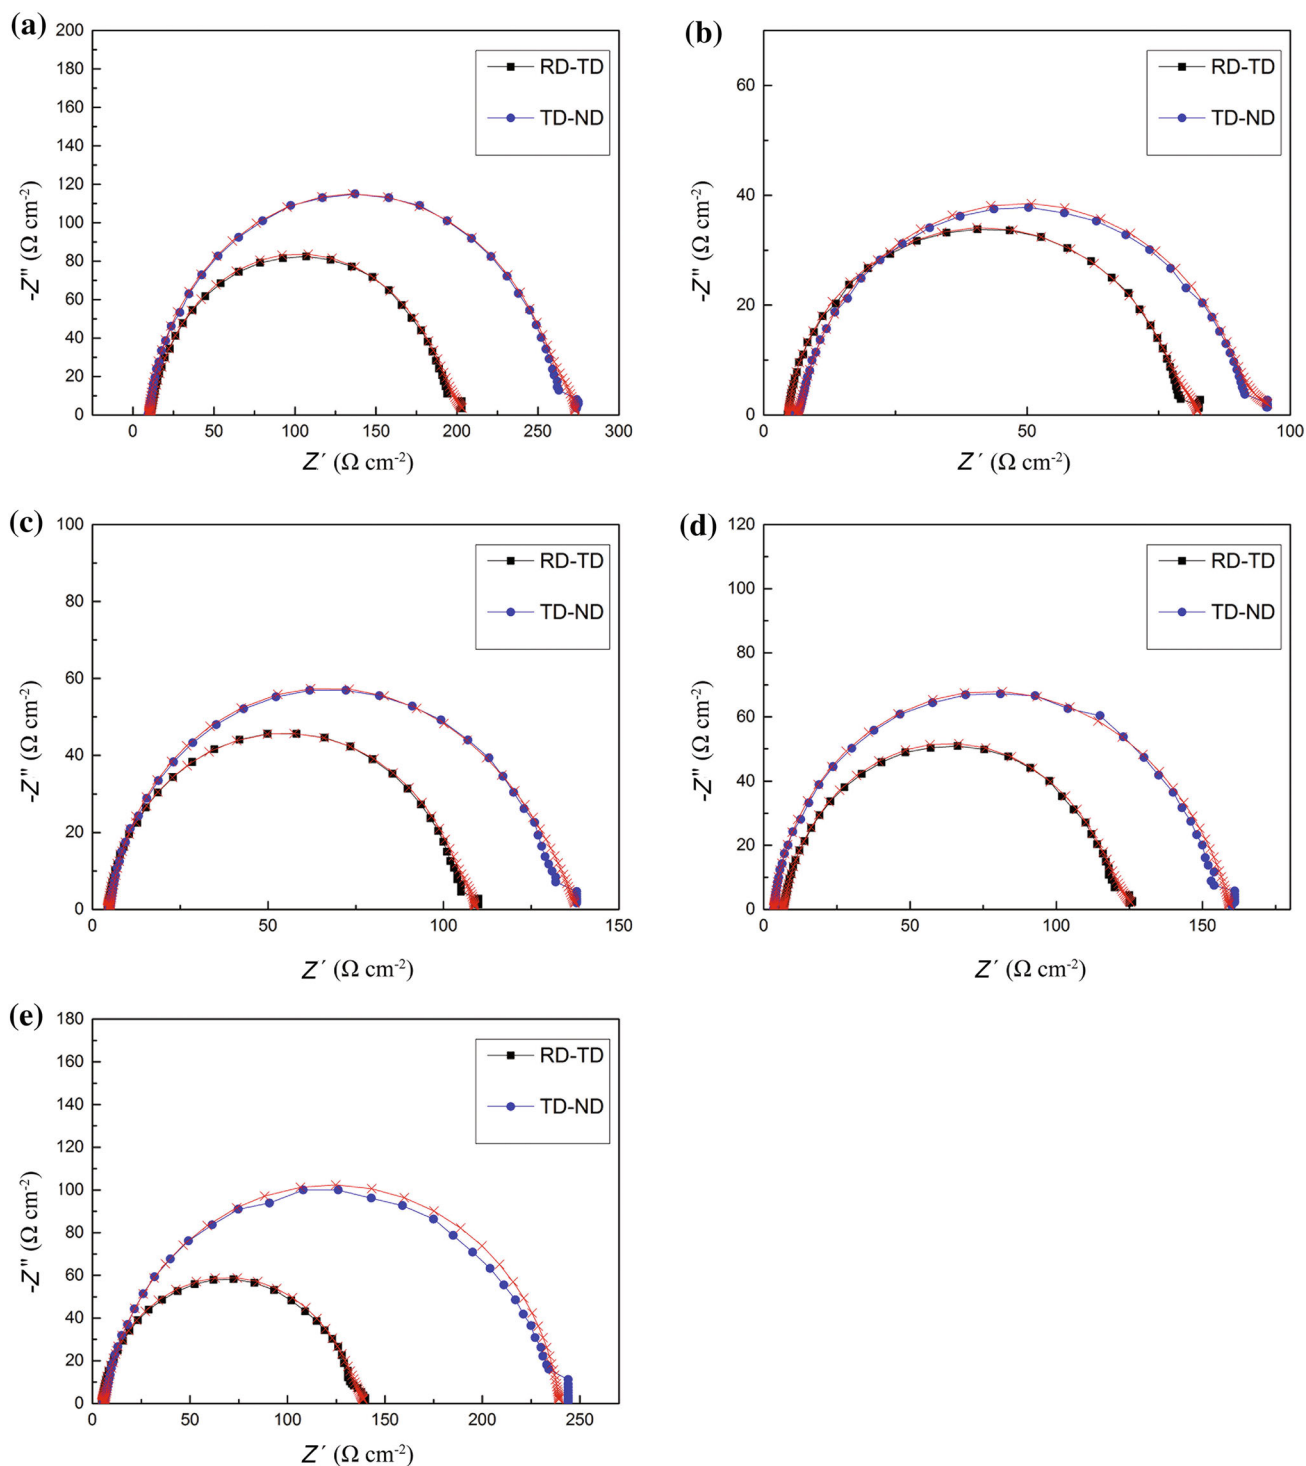 (a)
200
180
160
140
120
100
80
60
40
20
0
-Z" (Ω cm-2)
0 50 100 150 200 250 300
Z′ (Ω cm-2)
RD-TD
TD-ND
(b)
60
40
20
0
-Z" (Ω cm-2)
0 50 100
Z′ (Ω cm-2)
RD-TD
TD-ND
(c)
100
80
60
40
20
0
-Z" (Ω cm-2)
0 50 100 150
Z′ (Ω cm-2)
RD-TD
TD-ND
(d)
120
100
80
60
40
20
0
-Z" (Ω cm-2)
0 50 100 150
Z′ (Ω cm-2)
RD-TD
TD-ND
(e)
180
160
140
120
100
80
60
40
20
0
-Z" (Ω cm-2)
0 50 100 150 200 250
Z′ (Ω cm-2)
RD-TD
TD-ND